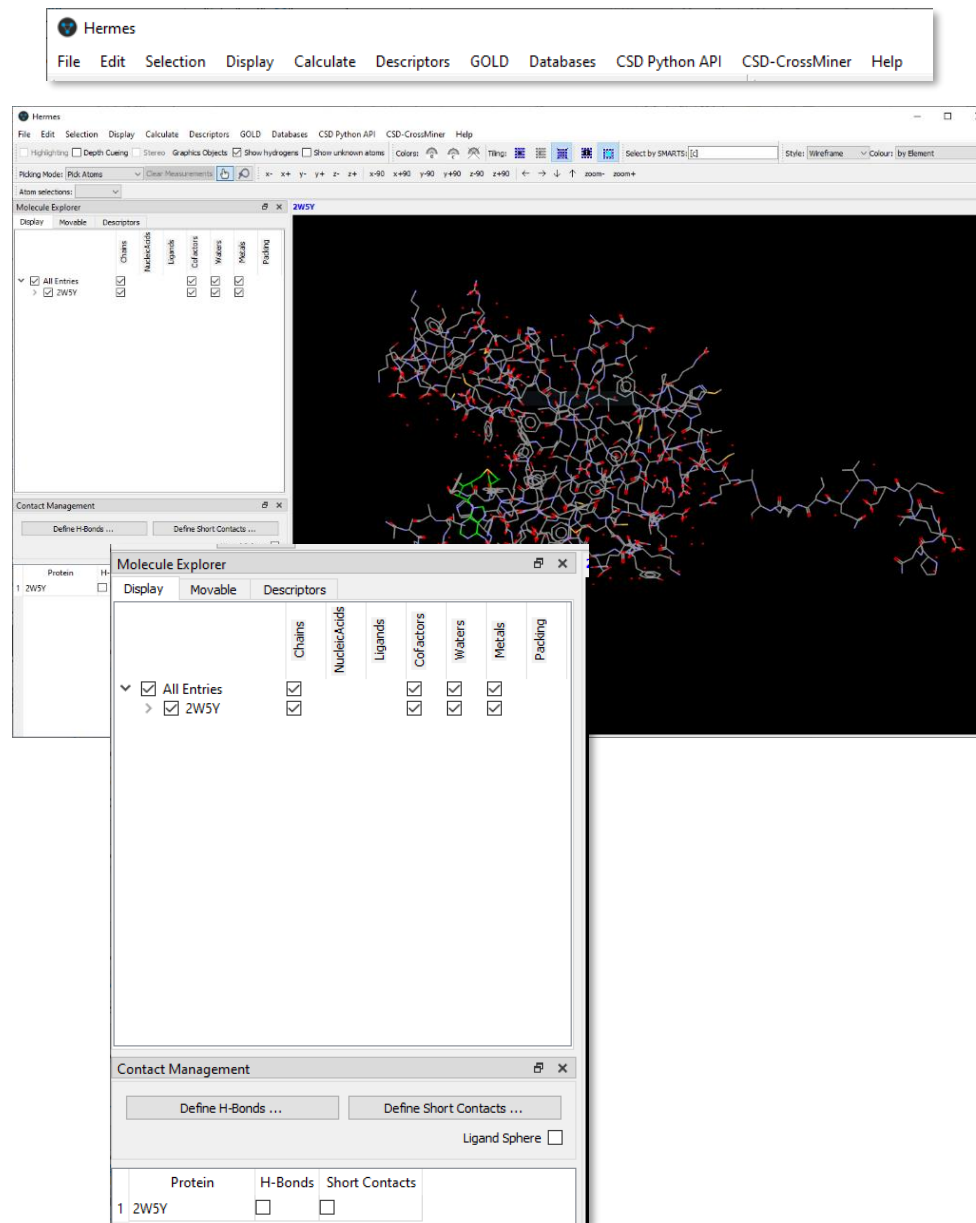 Hermes
File Edit Selection Display Calculate Descriptors GOLD Databases CSD Python API CSD-CrossMiner Help
Hermes
File Edit Selection Display Calculate Descriptors GOLD Databases CSD Python API CSD-CrossMiner Help
Highlighting Depth Cueing Stereo Graphics Objects Show hydrogens Show unknown atoms Colors: Tiling: Select by SMARTS: [c] Style: Wireframe Colour: by Element
Picking Mode: Pick Atoms Clear Measurements x- x+ y- y+ z- z+ x-90 x+90 y-90 y+90 z-90 z+90 ← → ↓ ↑ zoom- zoom+
Atom selections:
Molecule Explorer
2W5Y
Display Movable Descriptors
Chains NucleicAcids Ligands Cofactors Waters Metals Packing
All Entries
2W5Y
Contact Management
Define H-Bonds ... Define Short Contacts ...
Protein H-
1 2W5Y
Molecule Explorer
Display Movable Descriptors
Chains NucleicAcids Ligands Cofactors Waters Metals Packing
All Entries
2W5Y
Contact Management
Define H-Bonds ... Define Short Contacts ...
Ligand Sphere
Protein H-Bonds Short Contacts
1 2W5Y